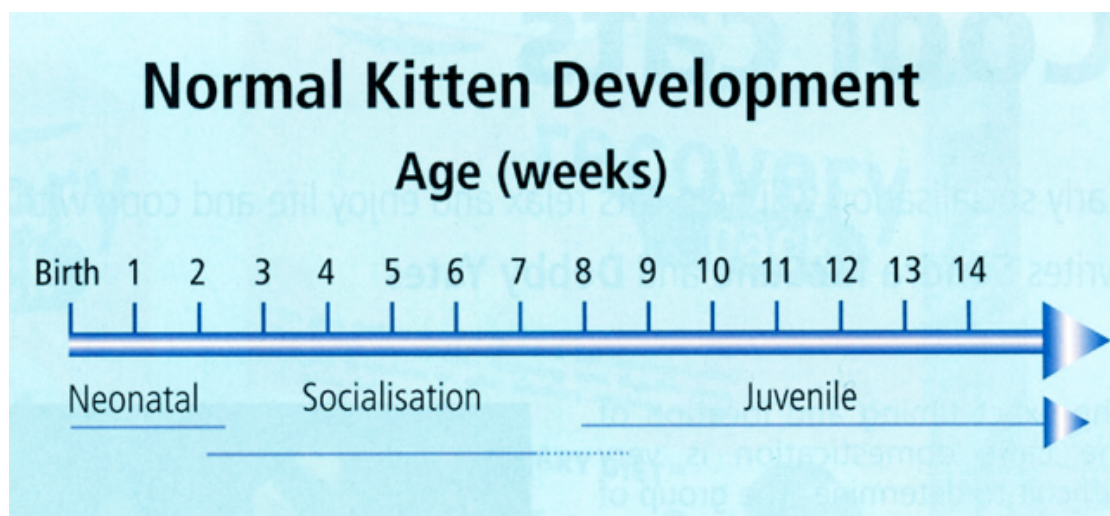 Normal Kitten Development
Age (weeks)
Birth 1 2 3 4 5 6 7 8 9 10 11 12 13 14
Neonatal Socialisation Juvenile